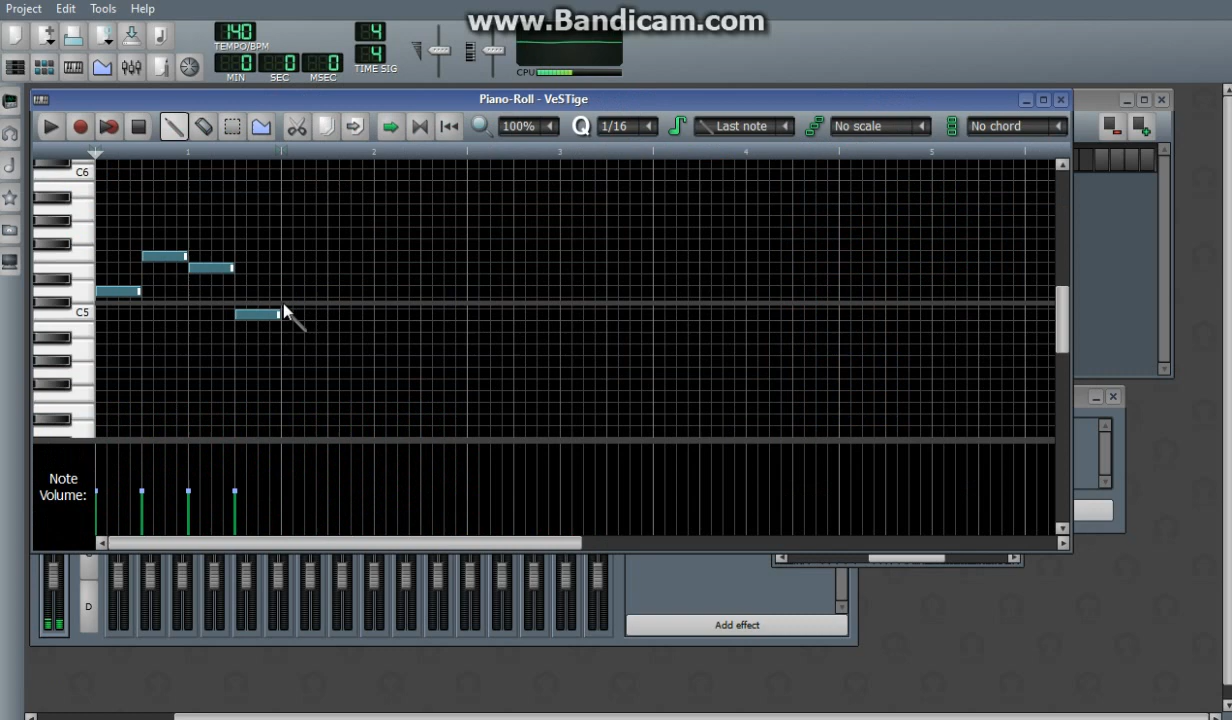 www.Bandicam.com
Project Edit Tools Help
140
TEMPO/BPM
0 0 0
MIN SEC MSEC
4
4
TIME SIG
CPU
Piano-Roll - VeSTige
100% Q 1/16 Last note No scale No chord
1 2 3 4 5
C6
C5
Note
Volume:
D
Add effect